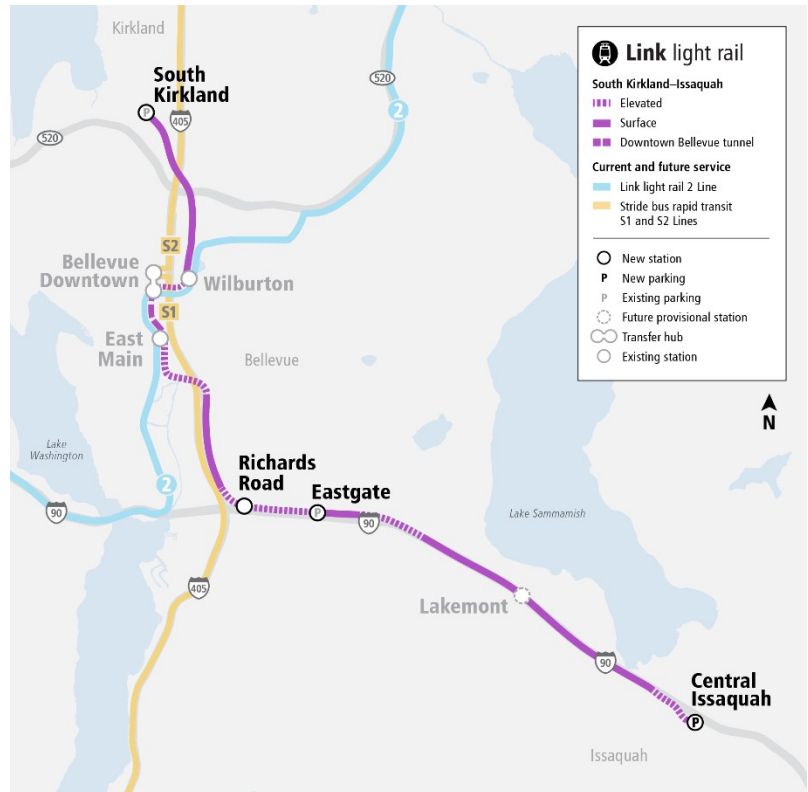 Kirkland
South
Kirkland
P
405
520
520
2
S2
Bellevue
Downtown
Wilburton
S1
East
Main
Bellevue
Lake
Washington
2
90
Richards
Road
Eastgate
P
90
Lake Sammamish
405
Lakemont
90
Central
Issaquah
P
Issaquah
Link light rail
South Kirkland–Issaquah
Elevated
Surface
Downtown Bellevue tunnel
Current and future service
Link light rail 2 Line
Stride bus rapid transit
S1 and S2 Lines
New station
P New parking
P Existing parking
Future provisional station
Transfer hub
Existing station
N